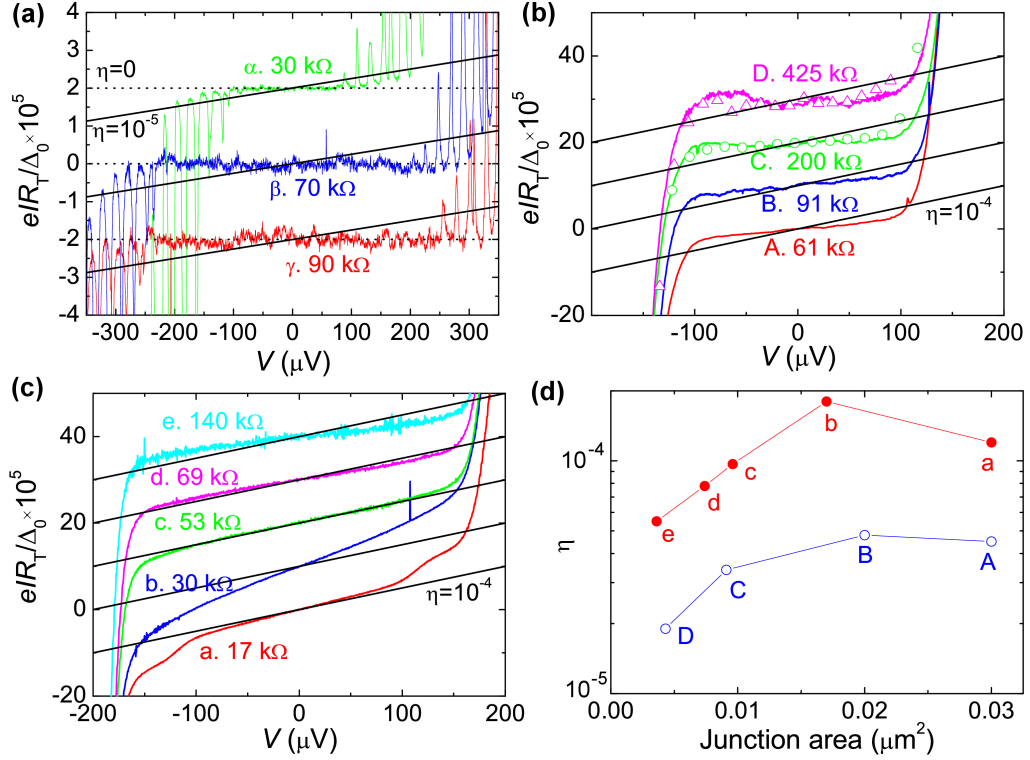 (a)
4
3
2
1
0
-1
-2
-3
4
eIR_T/Δ₀×10⁵
η=0
η=10⁻⁵
α. 30 kΩ
β. 70 kΩ
γ. 90 kΩ
-300 -200 -100 0 100 200 300
V (μV)
(b)
40
20
0
-20
eIR_T/Δ₀×10⁵
D. 425 kΩ
C. 200 kΩ
B. 91 kΩ
η=10⁻⁴
A. 61 kΩ
-100 0 100 200
V (μV)
(c)
40
20
0
-20
eIR_T/Δ₀×10⁵
e. 140 kΩ
d. 69 kΩ
c. 53 kΩ
b. 30 kΩ
η=10⁻⁴
a. 17 kΩ
-200 -100 0 100 200
V (μV)
(d)
10⁻⁴
10⁻⁵
η
b
a
c
d
e
B
A
C
D
0.00 0.01 0.02 0.03
Junction area (μm²)